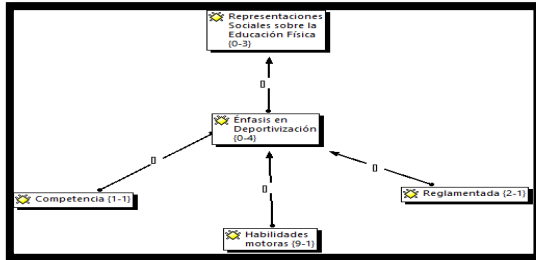 Representaciones
Sociales sobre la
Educación Física
{0-3}
Énfasis en
Deportivización
{0-4}
Competencia {1-1}
Reglamentada {2-1}
Habilidades
motoras {9-1}